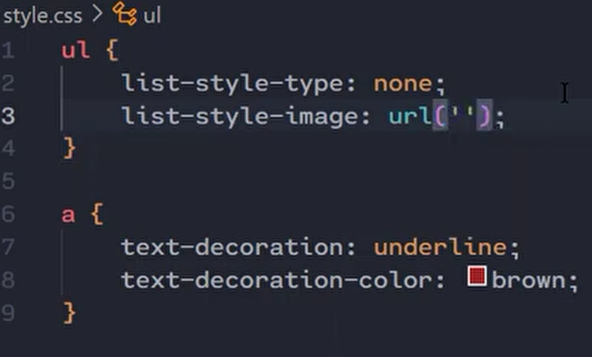 style.css > ul
1 ul {
2     list-style-type: none;
3     list-style-image: url('');
4 }
5
6 a {
7     text-decoration: underline;
8     text-decoration-color: brown;
9 }